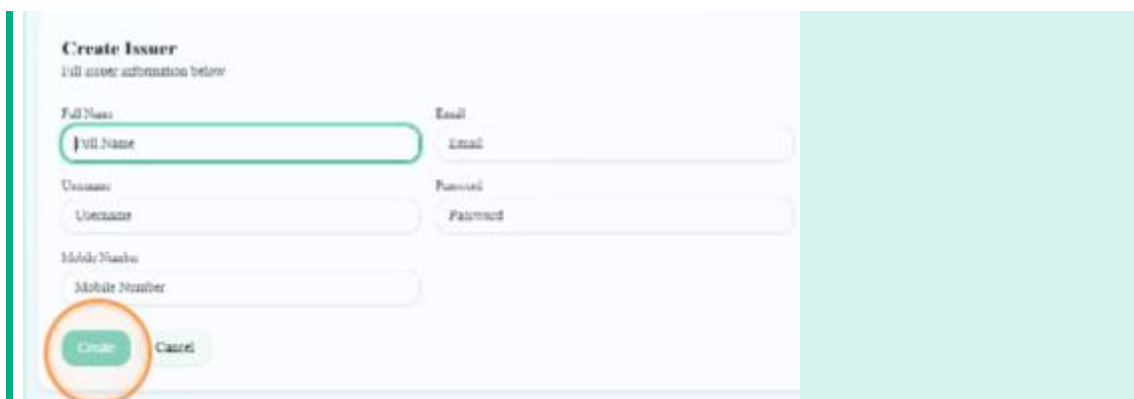 Create Issuer
Fill issuer information below
Full Name Email
Full Name Email
Username Password
Username Password
Mobile Number
Mobile Number
Create Cancel